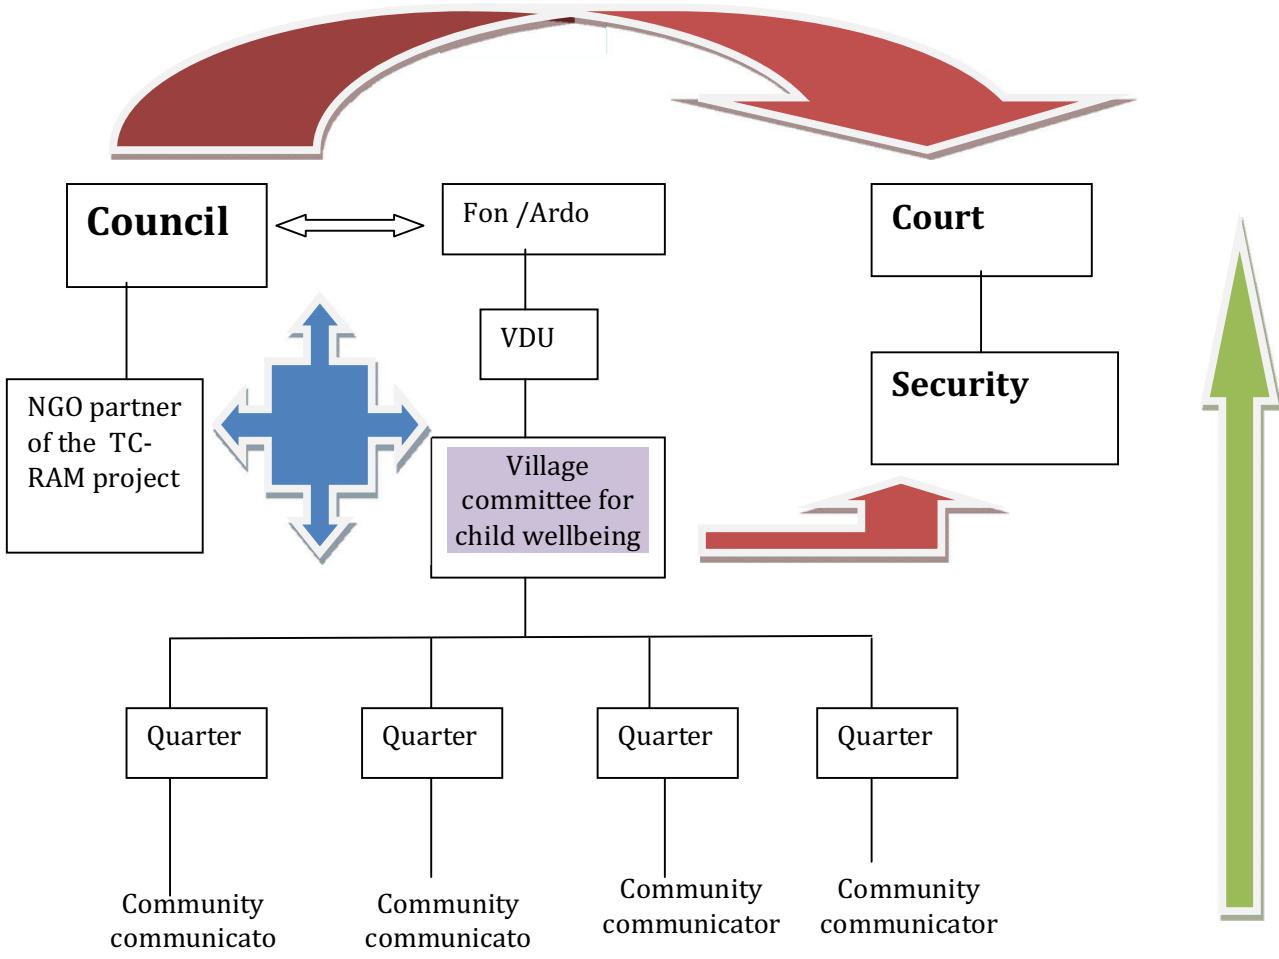 Council
Fon /Ardo
Court
VDU
Security
NGO partner
of the TC-
RAM project
Village
committee for
child wellbeing
Quarter
Quarter
Quarter
Quarter
Community
communicato
Community
communicato
Community
communicator
Community
communicator